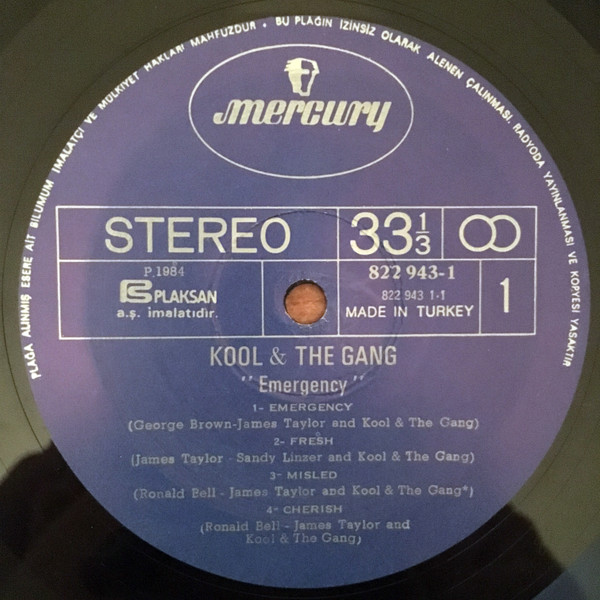 PLAĞA ALINMIŞ ESERE AİT BİLUMUM İMALATÇI VE MÜLKİYET HAKLARI MAHFUZDUR • BU PLAĞIN İZİNSİZ OLARAK ALENEN ÇALINMASI, RADYODA YAYINLANMASI VE KOPYESİ YASAKTIR
mercury
STEREO 33 1/3
P 1984
PLAKSAN
a.ş. imalatıdır.
822 943-1
822 943 1.1
MADE IN TURKEY
1
KOOL & THE GANG
"Emergency"
1- EMERGENCY
(George Brown-James Taylor and Kool & The Gang)
2- FRESH
(James Taylor - Sandy Linzer and Kool & The Gang)
3- MISLED
(Ronald Bell - James Taylor and Kool & The Gang*)
4- CHERISH
(Ronald Bell - James Taylor and
Kool & The Gang)